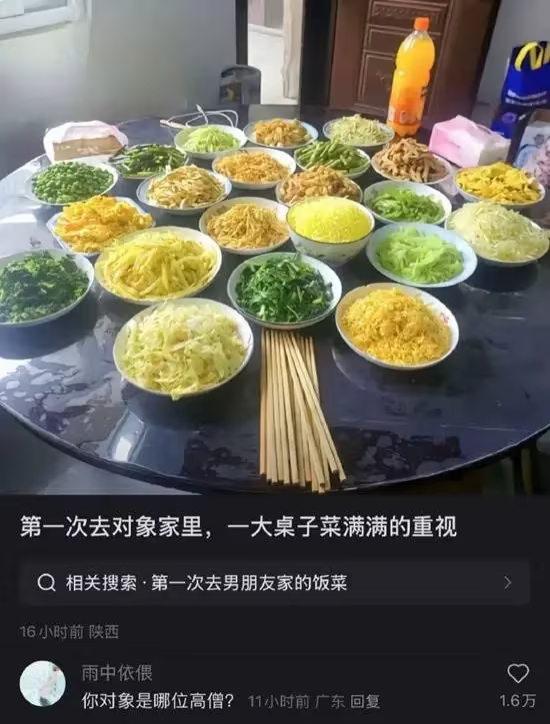 第一次去对象家里，一大桌子菜满满的重视
相关搜索·第一次去男朋友家的饭菜
16小时前 陕西
雨中依偎
你对象是哪位高僧? 11小时前 广东 回复
1.6万